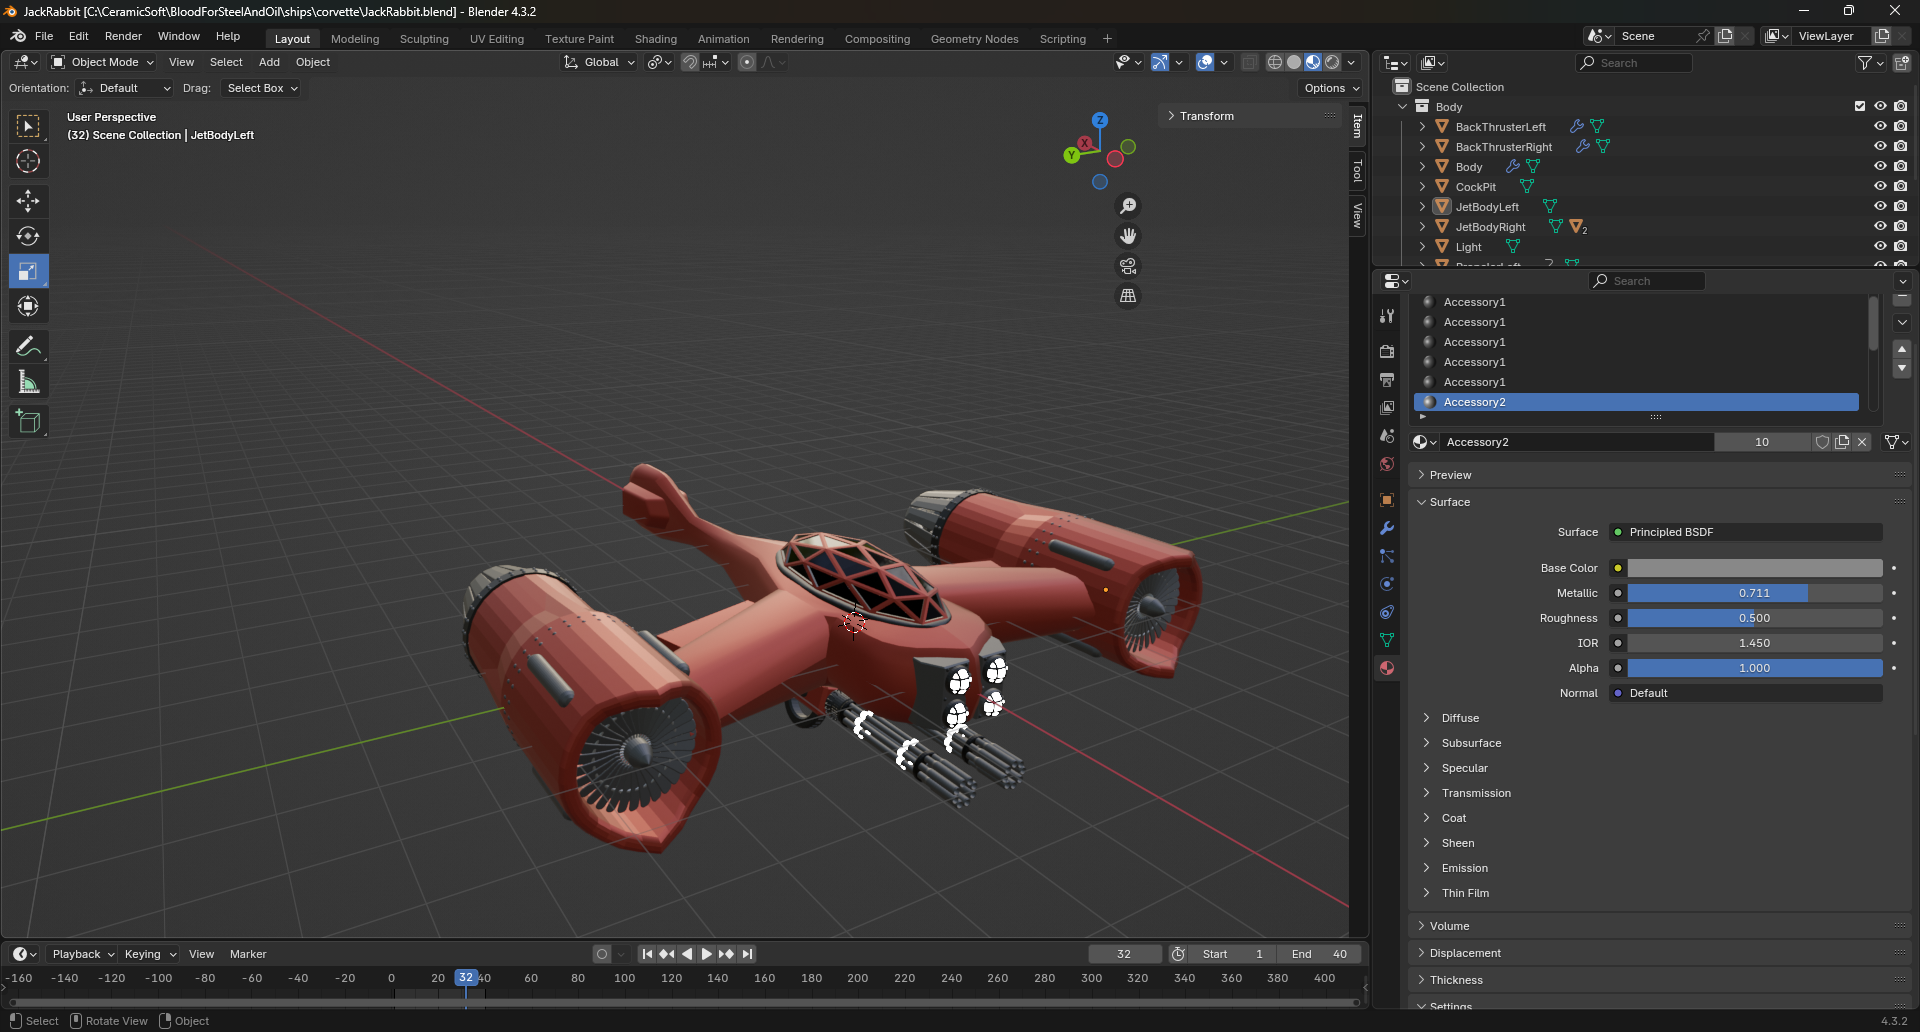 JackRabbit [C:\CeramicSoft\BloodForSteelAndOil\ships\corvette\JackRabbit.blend] - Blender 4.3.2
File Edit Render Window Help Layout Modeling Sculpting UV Editing Texture Paint Shading Animation Rendering Compositing Geometry Nodes Scripting + Scene ViewLayer
Object Mode View Select Add Object Global
Search
Orientation: Default Drag: Select Box Options
Scene Collection
User Perspective
(32) Scene Collection | JetBodyLeft
Transform
Item
Tool
View
Z
X
Y
Body
BackThrusterLeft
BackThrusterRight
Body
CockPit
JetBodyLeft
JetBodyRight 2
Light
Search
Accessory1
Accessory1
Accessory1
Accessory1
Accessory1
Accessory2
Accessory2 10
Preview
Surface
Surface Principled BSDF
Base Color
Metallic 0.711
Roughness 0.500
IOR 1.450
Alpha 1.000
Normal Default
Diffuse
Subsurface
Specular
Transmission
Coat
Sheen
Emission
Thin Film
Volume
Displacement
Thickness
Settings
Playback Keying View Marker 32 Start 1 End 40
-160 -140 -120 -100 -80 -60 -40 -20 0 20 32 40 60 80 100 120 140 160 180 200 220 240 260 280 300 320 340 360 380 400
Select Rotate View Object 4.3.2